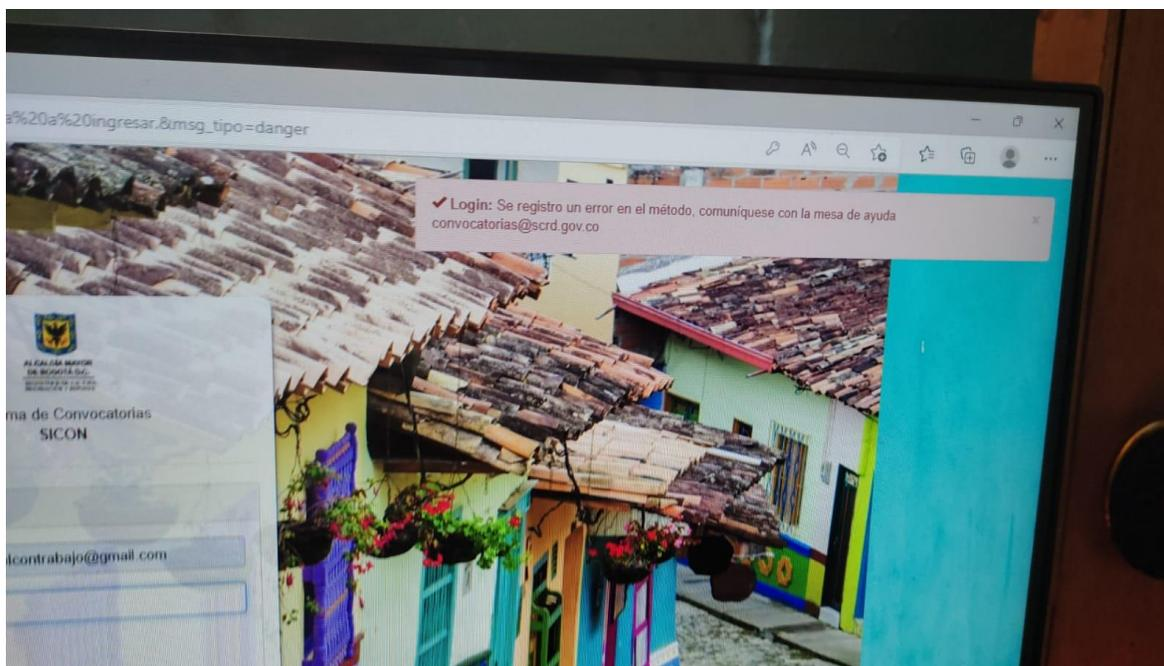 a%20a%20ingresar.&msg_tipo=danger
Login: Se registro un error en el método, comuníquese con la mesa de ayuda
convocatorias@scrd.gov.co
ALCALDÍA MAYOR
DE BOGOTÁ D.C.
ma de Convocatorias
SICON
lcontrabajo@gmail.com